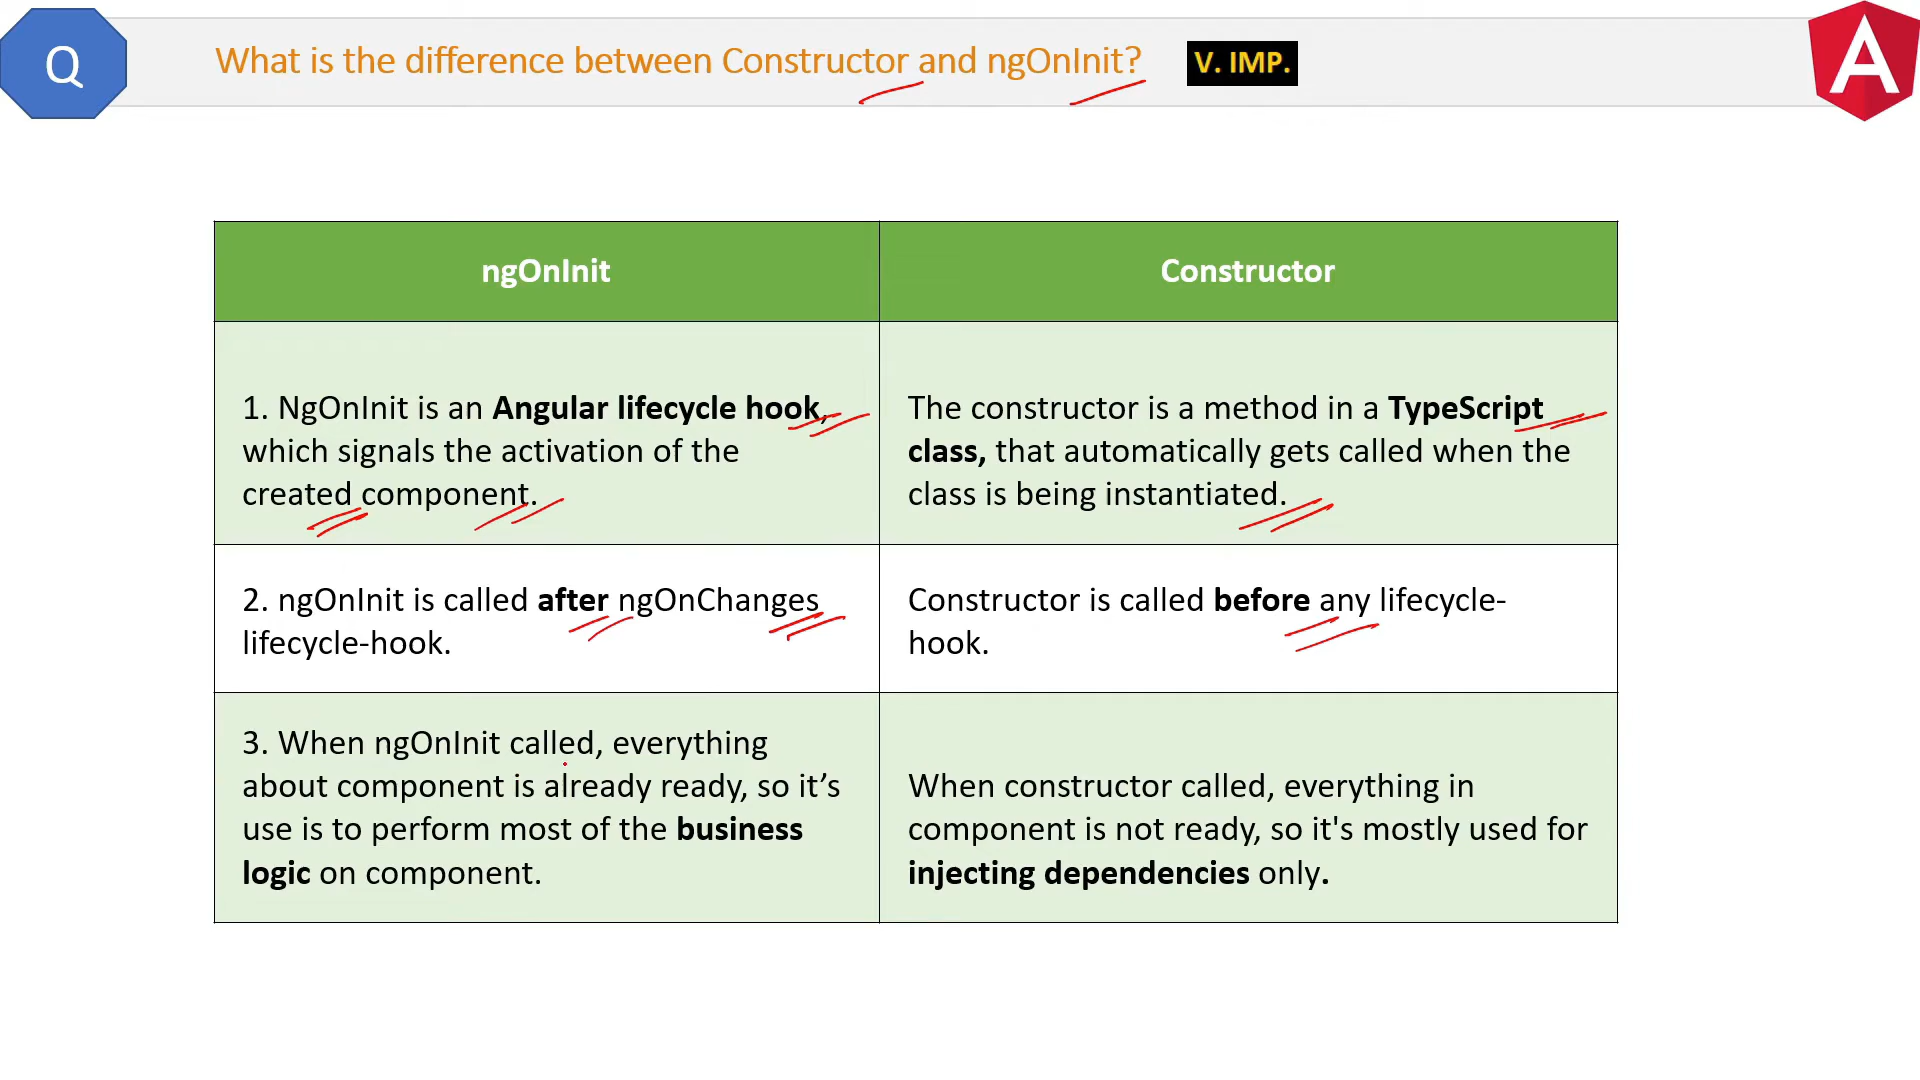 Q
What is the difference between Constructor and ngOnInit?
V. IMP.
A
ngOnInit
Constructor
1. NgOnInit is an Angular lifecycle hook,
which signals the activation of the
created component.
The constructor is a method in a TypeScript
class, that automatically gets called when the
class is being instantiated.
2. ngOnInit is called after ngOnChanges
lifecycle-hook.
Constructor is called before any lifecycle-
hook.
3. When ngOnInit called, everything
about component is already ready, so it’s
use is to perform most of the business
logic on component.
When constructor called, everything in
component is not ready, so it's mostly used for
injecting dependencies only.